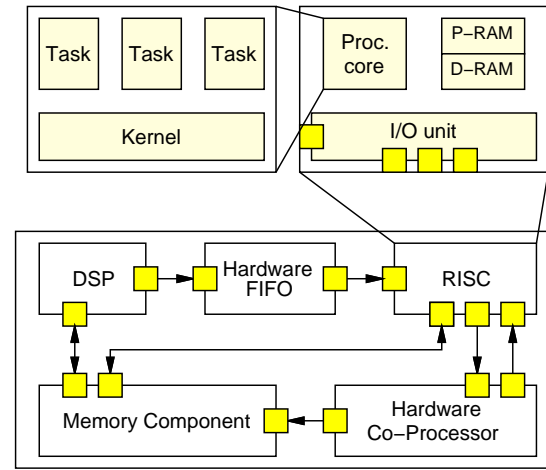 Task
Task
Task
Kernel
Proc.
core
P−RAM
D−RAM
I/O unit
DSP
Hardware
FIFO
RISC
Memory Component
Hardware
Co−Processor